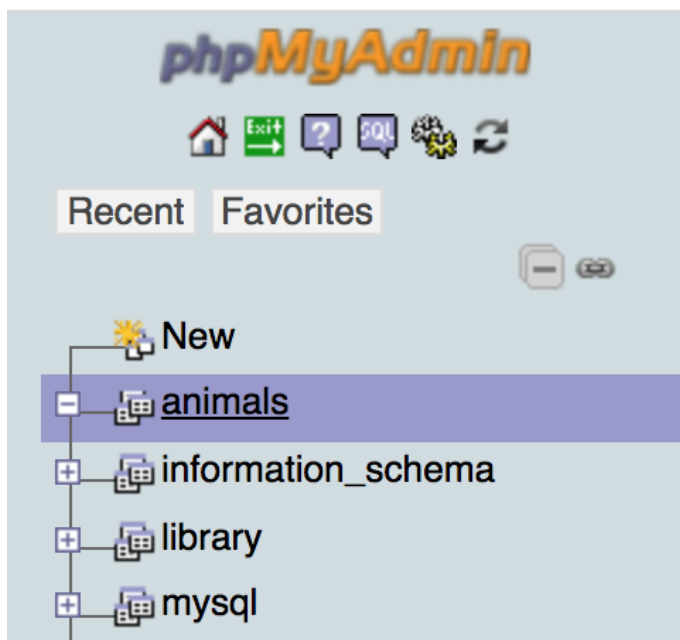 phpMyAdmin
Exit ? SQL
Recent Favorites
New
animals
information_schema
library
mysql